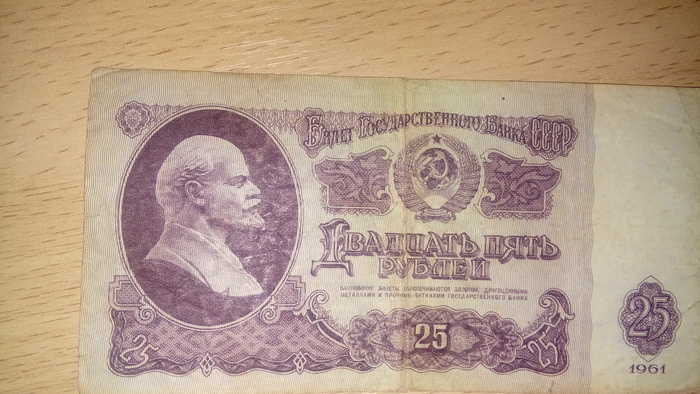 Билет Государственного Банка СССР
Двадцать пять
рублей
БАНКОВСКИЕ БИЛЕТЫ ОБЕСПЕЧИВАЮТСЯ ЗОЛОТОМ, ДРАГОЦЕННЫМИ
МЕТАЛЛАМИ И ПРОЧИМИ АКТИВАМИ ГОСУДАРСТВЕННОГО БАНКА
25
25
25
25
1961